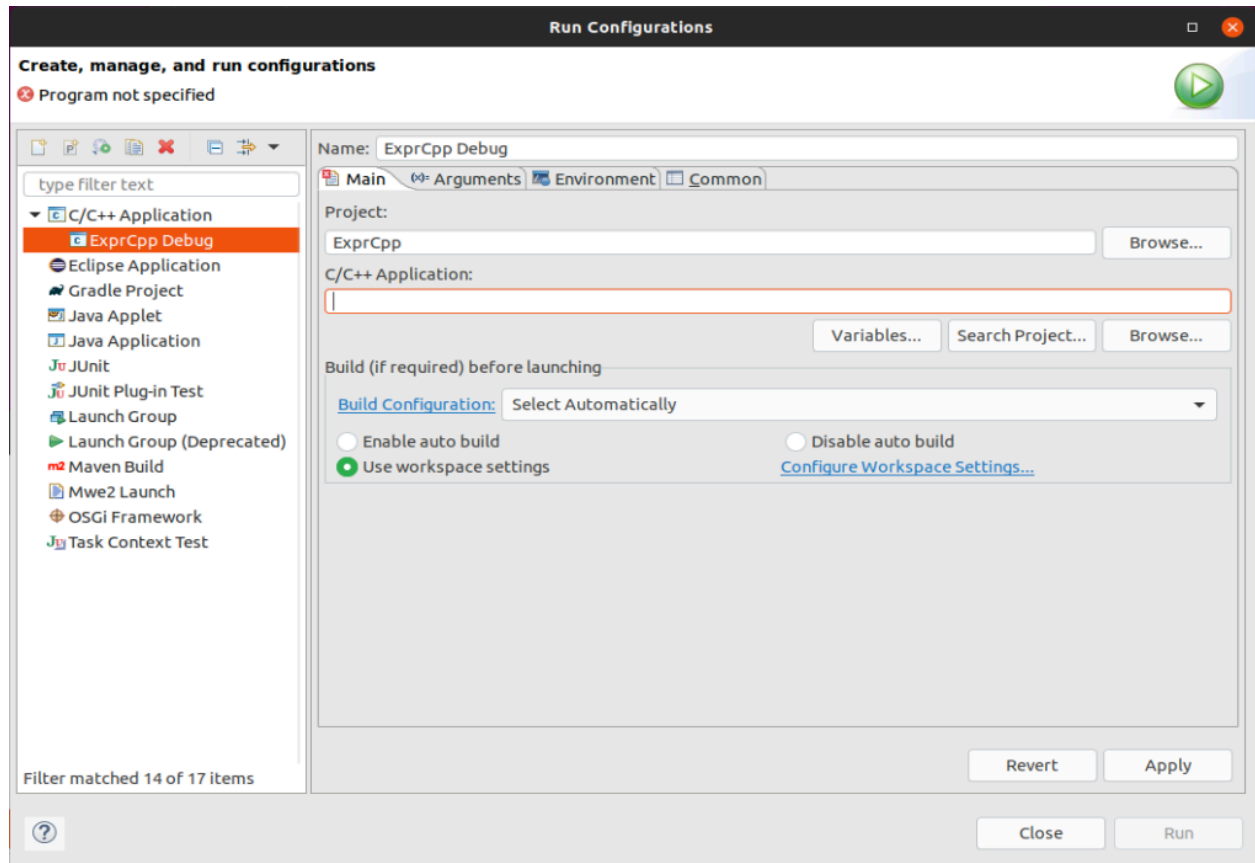 Run Configurations
Create, manage, and run configurations
Program not specified
type filter text
C/C++ Application
ExprCpp Debug
Eclipse Application
Gradle Project
Java Applet
Java Application
JUnit
JUnit Plug-in Test
Launch Group
Launch Group (Deprecated)
Maven Build
Mwe2 Launch
OSGi Framework
Task Context Test
Filter matched 14 of 17 items
Name: ExprCpp Debug
Main Arguments Environment Common
Project:
ExprCpp Browse...
C/C++ Application:
Variables... Search Project... Browse...
Build (if required) before launching
Build Configuration: Select Automatically
Enable auto build Disable auto build
Use workspace settings Configure Workspace Settings...
Revert Apply
Close Run